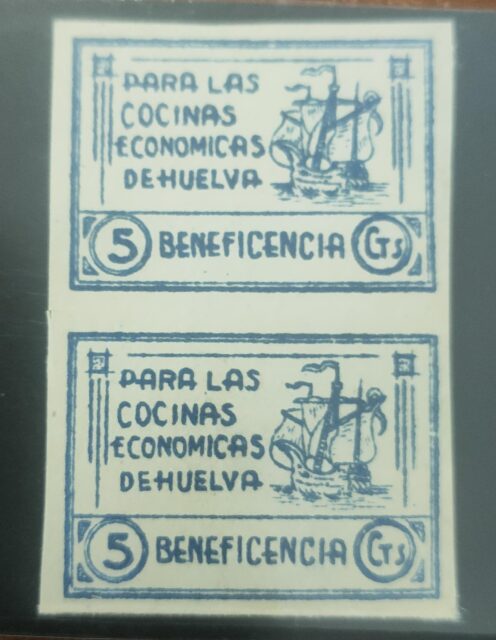 PARA LAS
COCINAS
ECONOMICAS
DE HUELVA
5 BENEFICENCIA CTS
PARA LAS
COCINAS
ECONOMICAS
DE HUELVA
5 BENEFICENCIA CTS